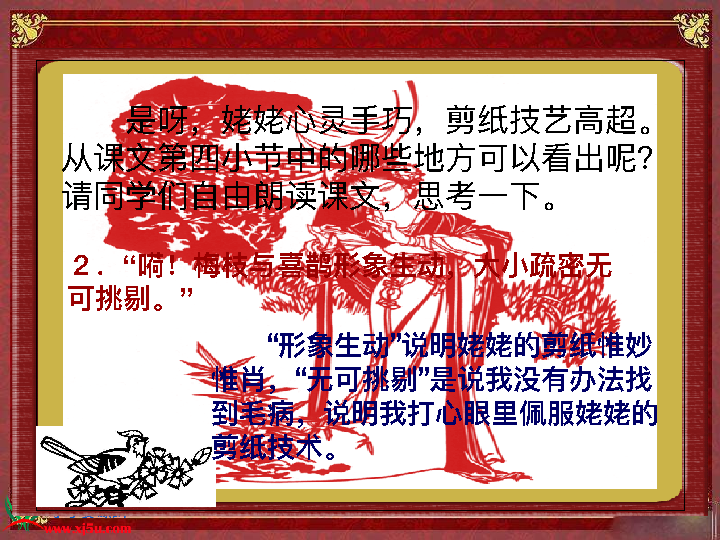 是呀，姥姥心灵手巧，剪纸技艺高超。
从课文第四小节中的哪些地方可以看出呢？
请同学们自由朗读课文，思考一下。
２．“嗬！梅枝与喜鹊形象生动，大小疏密无
可挑剔。”
“形象生动”说明姥姥的剪纸惟妙
惟肖，“无可挑剔”是说我没有办法找
到毛病，说明我打心眼里佩服姥姥的
剪纸技术。
www.xj5u.com